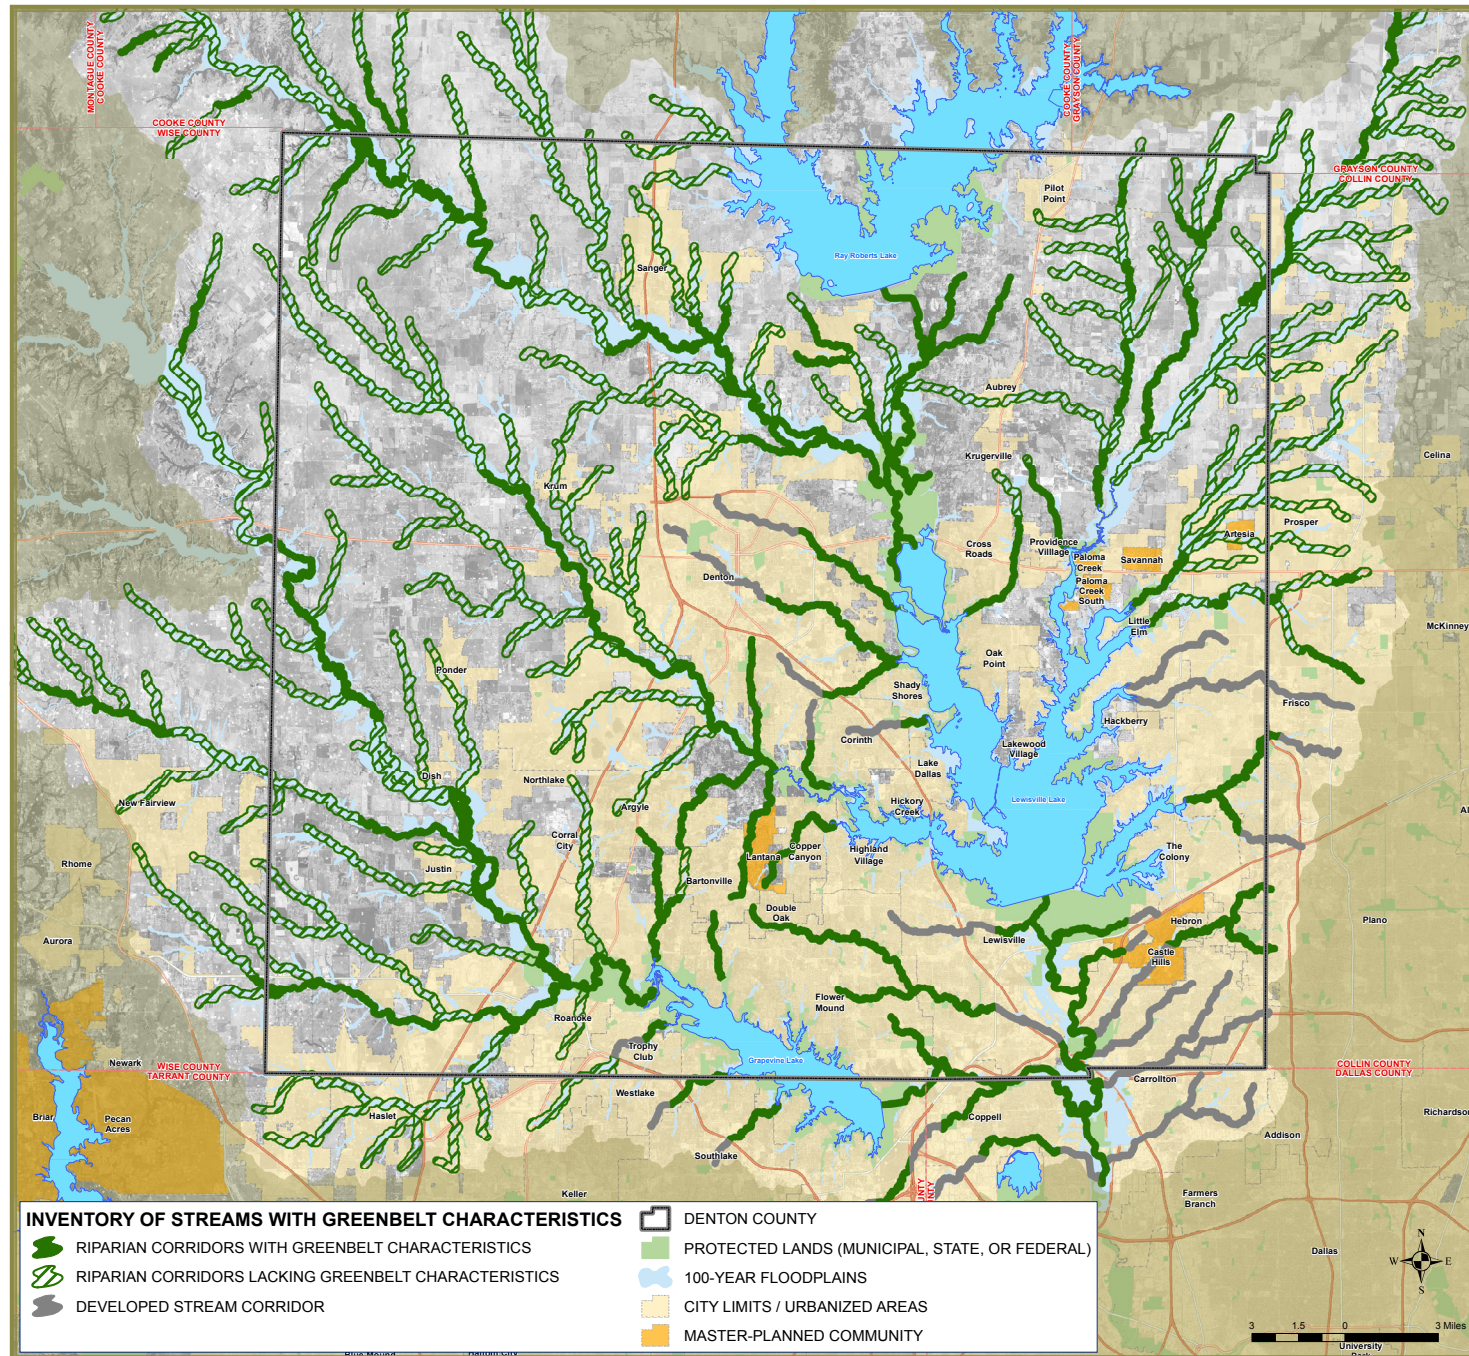 MONTAGUE COUNTY
COOKE COUNTY
COOKE COUNTY
WISE COUNTY
COOKE COUNTY
GRAYSON COUNTY
GRAYSON COUNTY
COLLIN COUNTY
Pilot
Point
Ray Roberts Lake
Sanger
Aubrey
Krugerville
Celina
Krum
Denton
Cross
Roads
Providence
Villlage
Paloma
Creek
Paloma
Creek
South
Savannah
Artesia
Prosper
Little
Elm
McKinney
Ponder
Oak
Point
Shady
Shores
Frisco
Hackberry
Corinth
Lakewood
Village
Lake
Dallas
Dish
Northlake
Lewisville Lake
Hickory
Creek
New Fairview
Argyle
Corral
City
Copper
Canyon
Highland
Village
The
Colony
Rhome
Lantana
Justin
Bartonville
Double
Oak
Hebron
Plano
Aurora
Lewisville
Castle
Hills
Flower
Mound
Roanoke
Trophy
Club
Grapevine Lake
Newark
WISE COUNTY
TARRANT COUNTY
COLLIN COUNTY
DALLAS COUNTY
Carrollton
Westlake
Briar
Pecan
Acres
Haslet
Coppell
Richardson
Addison
Southlake
Keller
Farmers
Branch
Dallas
INVENTORY OF STREAMS WITH GREENBELT CHARACTERISTICS
RIPARIAN CORRIDORS WITH GREENBELT CHARACTERISTICS
RIPARIAN CORRIDORS LACKING GREENBELT CHARACTERISTICS
DEVELOPED STREAM CORRIDOR
DENTON COUNTY
PROTECTED LANDS (MUNICIPAL, STATE, OR FEDERAL)
100-YEAR FLOODPLAINS
CITY LIMITS / URBANIZED AREAS
MASTER-PLANNED COMMUNITY
N
W
E
S
3 1.5 0 3 Miles
University